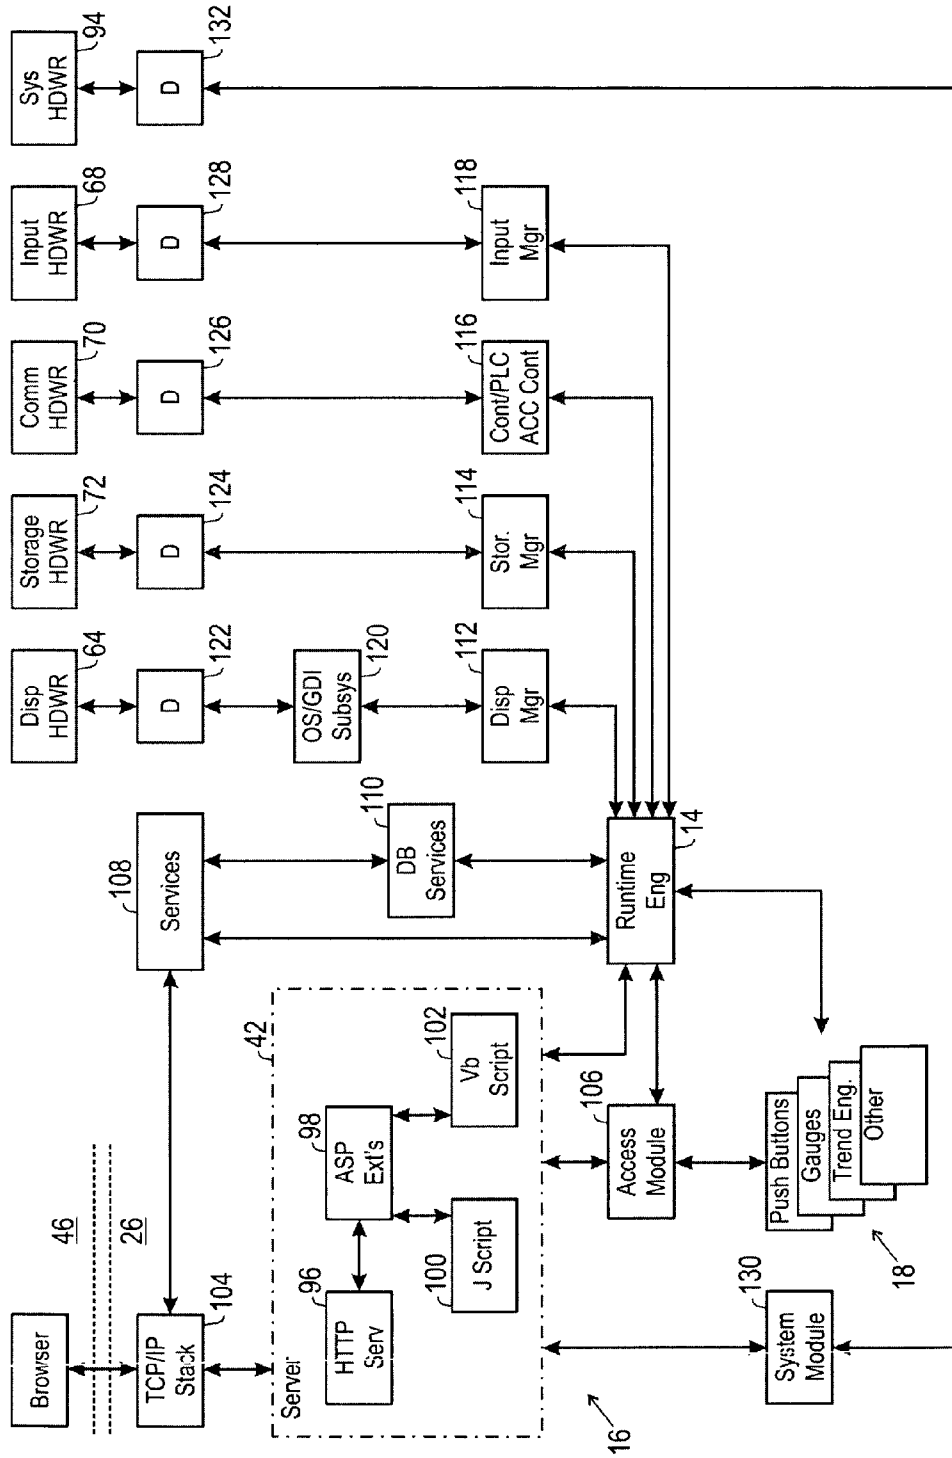 Browser
46
26
TCP/IP
Stack
104
Services
108
Disp
HDWR
64
Storage
HDWR
72
Comm
HDWR
70
Input
HDWR
68
Sys
HDWR
94
D
122
D
124
D
126
D
128
D
132
Server
42
HTTP
Serv
96
ASP
Ext's
98
J Script
100
Vb
Script
102
DB
Services
110
OS/GDI
Subsys
120
Disp
Mgr
112
Stor.
Mgr
114
Cont/PLC
ACC Cont
116
Input
Mgr
118
16
Access
Module
106
Runtime
Eng
14
System
Module
130
Push Buttons
Gauges
Trend Eng.
Other
18